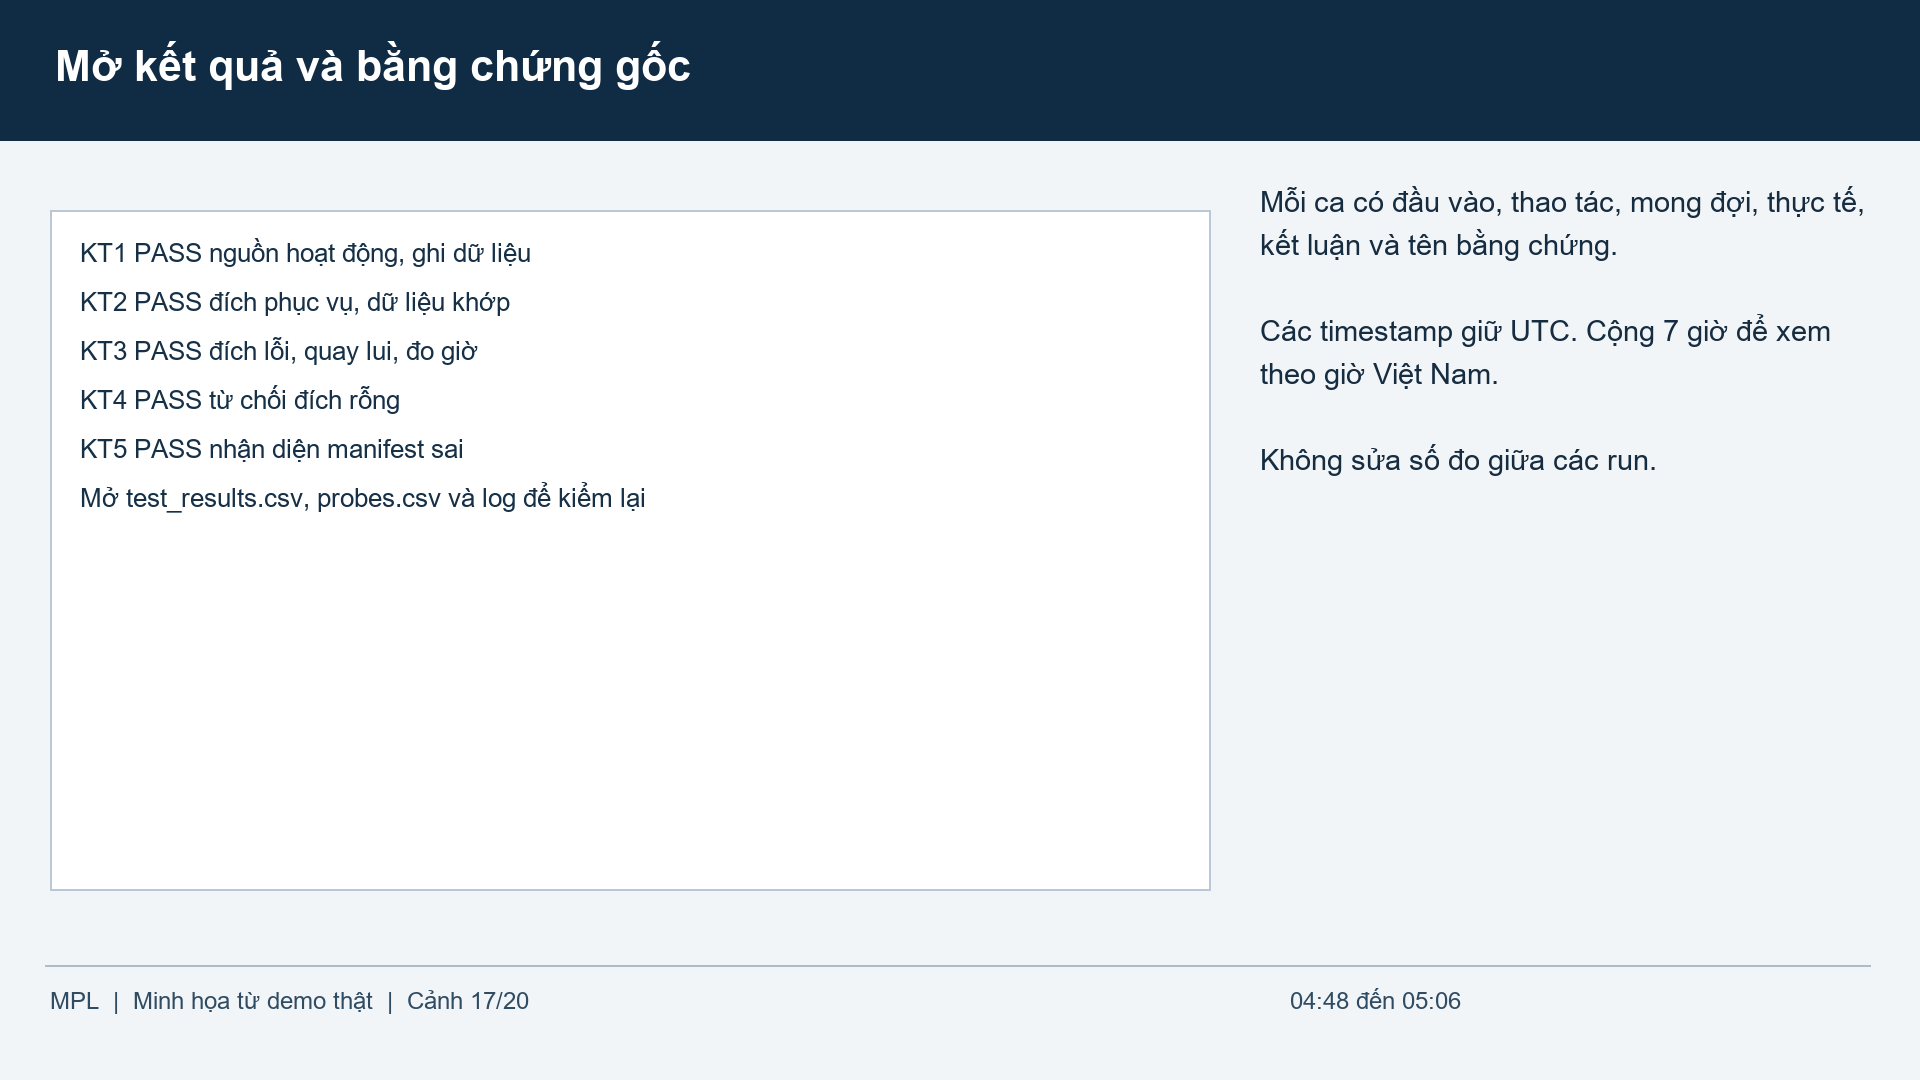 Mở kết quả và bằng chứng gốc
KT1 PASS nguồn hoạt động, ghi dữ liệu
KT2 PASS đích phục vụ, dữ liệu khớp
KT3 PASS đích lỗi, quay lui, đo giờ
KT4 PASS từ chối đích rỗng
KT5 PASS nhận diện manifest sai
Mở test_results.csv, probes.csv và log để kiểm lại
Mỗi ca có đầu vào, thao tác, mong đợi, thực tế,
kết luận và tên bằng chứng.
Các timestamp giữ UTC. Cộng 7 giờ để xem
theo giờ Việt Nam.
Không sửa số đo giữa các run.
MPL | Minh họa từ demo thật | Cảnh 17/20
04:48 đến 05:06